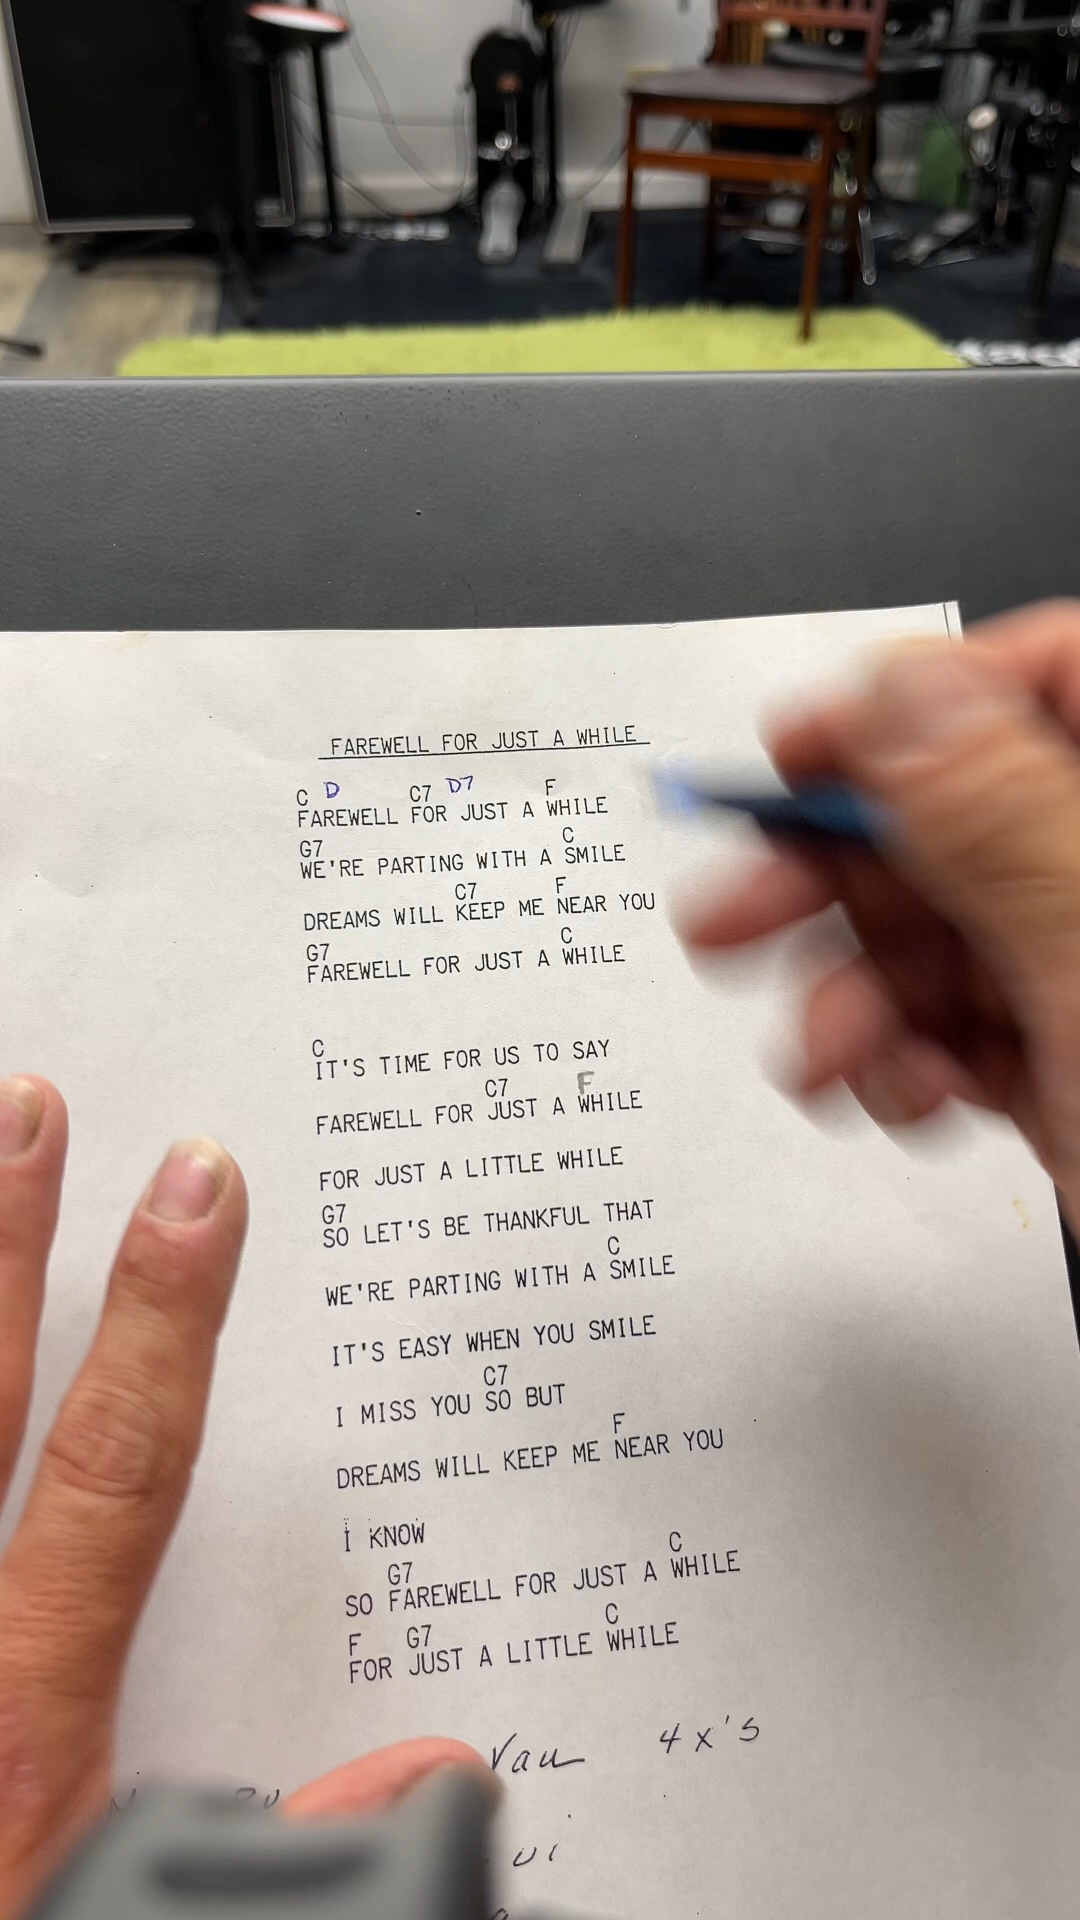 FAREWELL FOR JUST A WHILE
C D C7 D7 F
FAREWELL FOR JUST A WHILE
G7 C
WE'RE PARTING WITH A SMILE
C7 F
DREAMS WILL KEEP ME NEAR YOU
G7 C
FAREWELL FOR JUST A WHILE
C
IT'S TIME FOR US TO SAY
C7 F
FAREWELL FOR JUST A WHILE
FOR JUST A LITTLE WHILE
G7
SO LET'S BE THANKFUL THAT
C
WE'RE PARTING WITH A SMILE
IT'S EASY WHEN YOU SMILE
C7
I MISS YOU SO BUT
F
DREAMS WILL KEEP ME NEAR YOU
I KNOW
G7 C
SO FAREWELL FOR JUST A WHILE
F G7 C
FOR JUST A LITTLE WHILE
4 x's